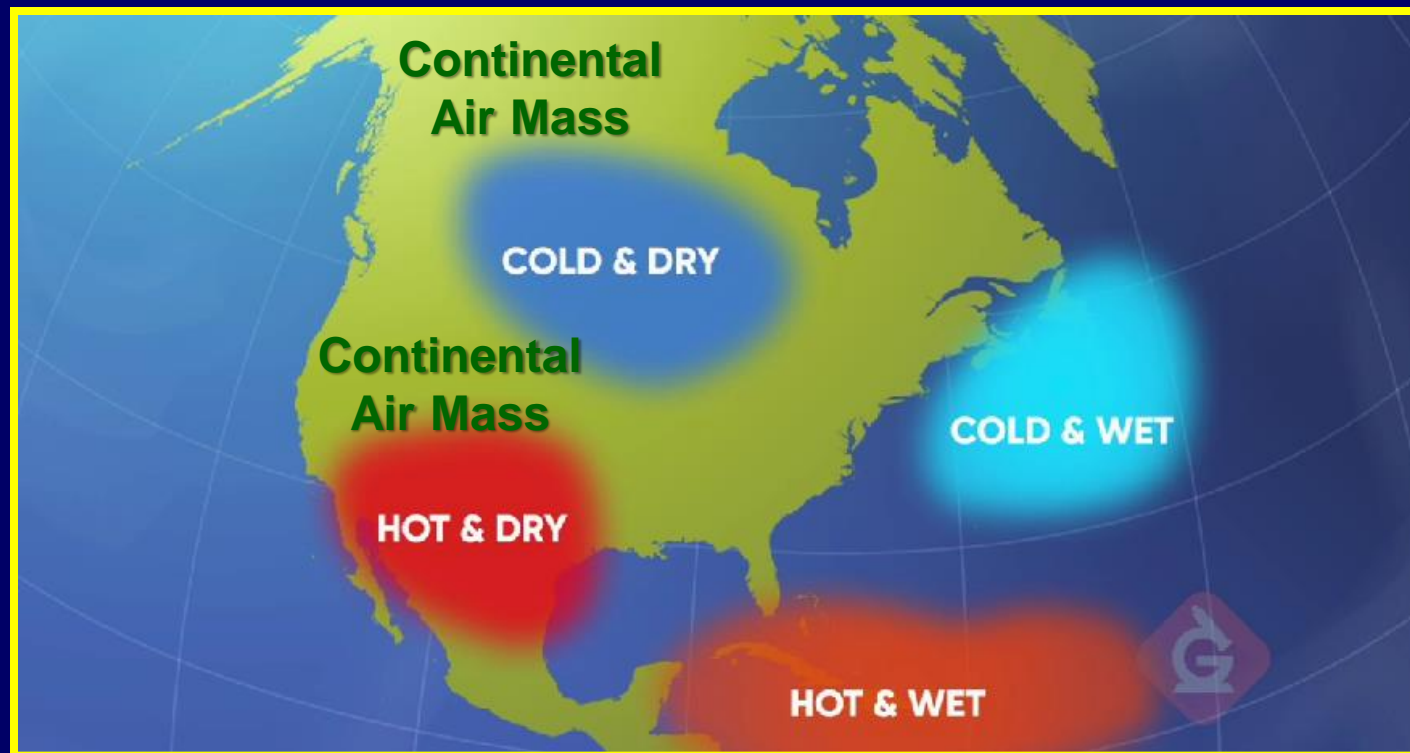 Continental
Air Mass
COLD & DRY
Continental
Air Mass
COLD & WET
HOT & DRY
HOT & WET
G